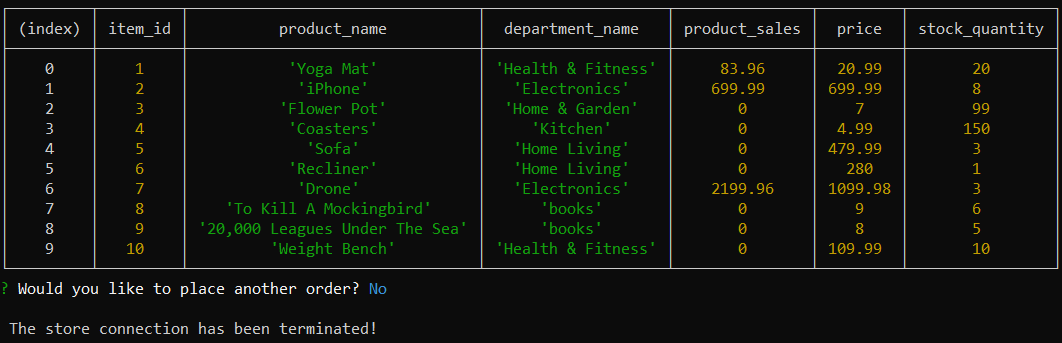 (index) item_id product_name department_name product_sales price stock_quantity
0 1 'Yoga Mat' 'Health & Fitness' 83.96 20.99 20
1 2 'iPhone' 'Electronics' 699.99 699.99 8
2 3 'Flower Pot' 'Home & Garden' 0 7 99
3 4 'Coasters' 'Kitchen' 0 4.99 150
4 5 'Sofa' 'Home Living' 0 479.99 3
5 6 'Recliner' 'Home Living' 0 280 1
6 7 'Drone' 'Electronics' 2199.96 1099.98 3
7 8 'To Kill A Mockingbird' 'books' 0 9 6
8 9 '20,000 Leagues Under The Sea' 'books' 0 8 5
9 10 'Weight Bench' 'Health & Fitness' 0 109.99 10
? Would you like to place another order? No
The store connection has been terminated!